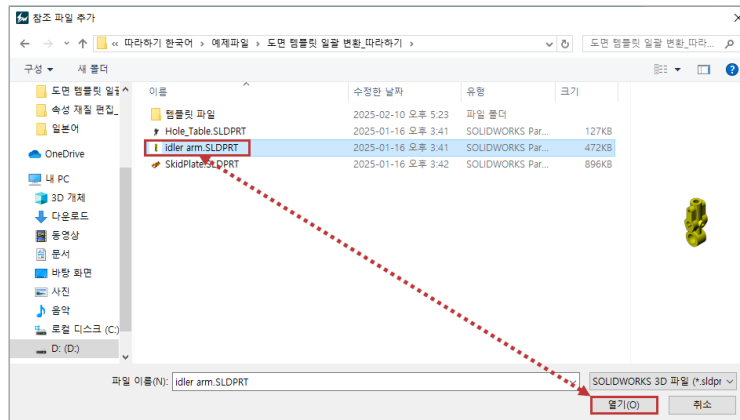 참조 파일 추가
« 따라하기 한국어 > 예제파일 > 도면 템플릿 일괄 변환_따라하기 >
도면 템플릿 일괄 변환_따라...
구성 새 폴더
이름 수정한 날짜 유형 크기
도면 템플릿 일괄
속성 재질 편집_
일본어
OneDrive
내 PC
3D 개체
다운로드
동영상
문서
바탕 화면
사진
음악
로컬 디스크 (C:)
D: (D:)
템플릿 파일 2025-02-10 오후 5:23 파일 폴더
Hole_Table.SLDPRT 2025-01-16 오후 3:41 SOLIDWORKS Par... 127KB
idler arm.SLDPRT 2025-01-16 오후 3:41 SOLIDWORKS Par... 472KB
SkidPlate.SLDPRT 2025-01-16 오후 3:42 SOLIDWORKS Par... 896KB
파일 이름(N): idler arm.SLDPRT SOLIDWORKS 3D 파일 (*.sldpr
열기(O) 취소